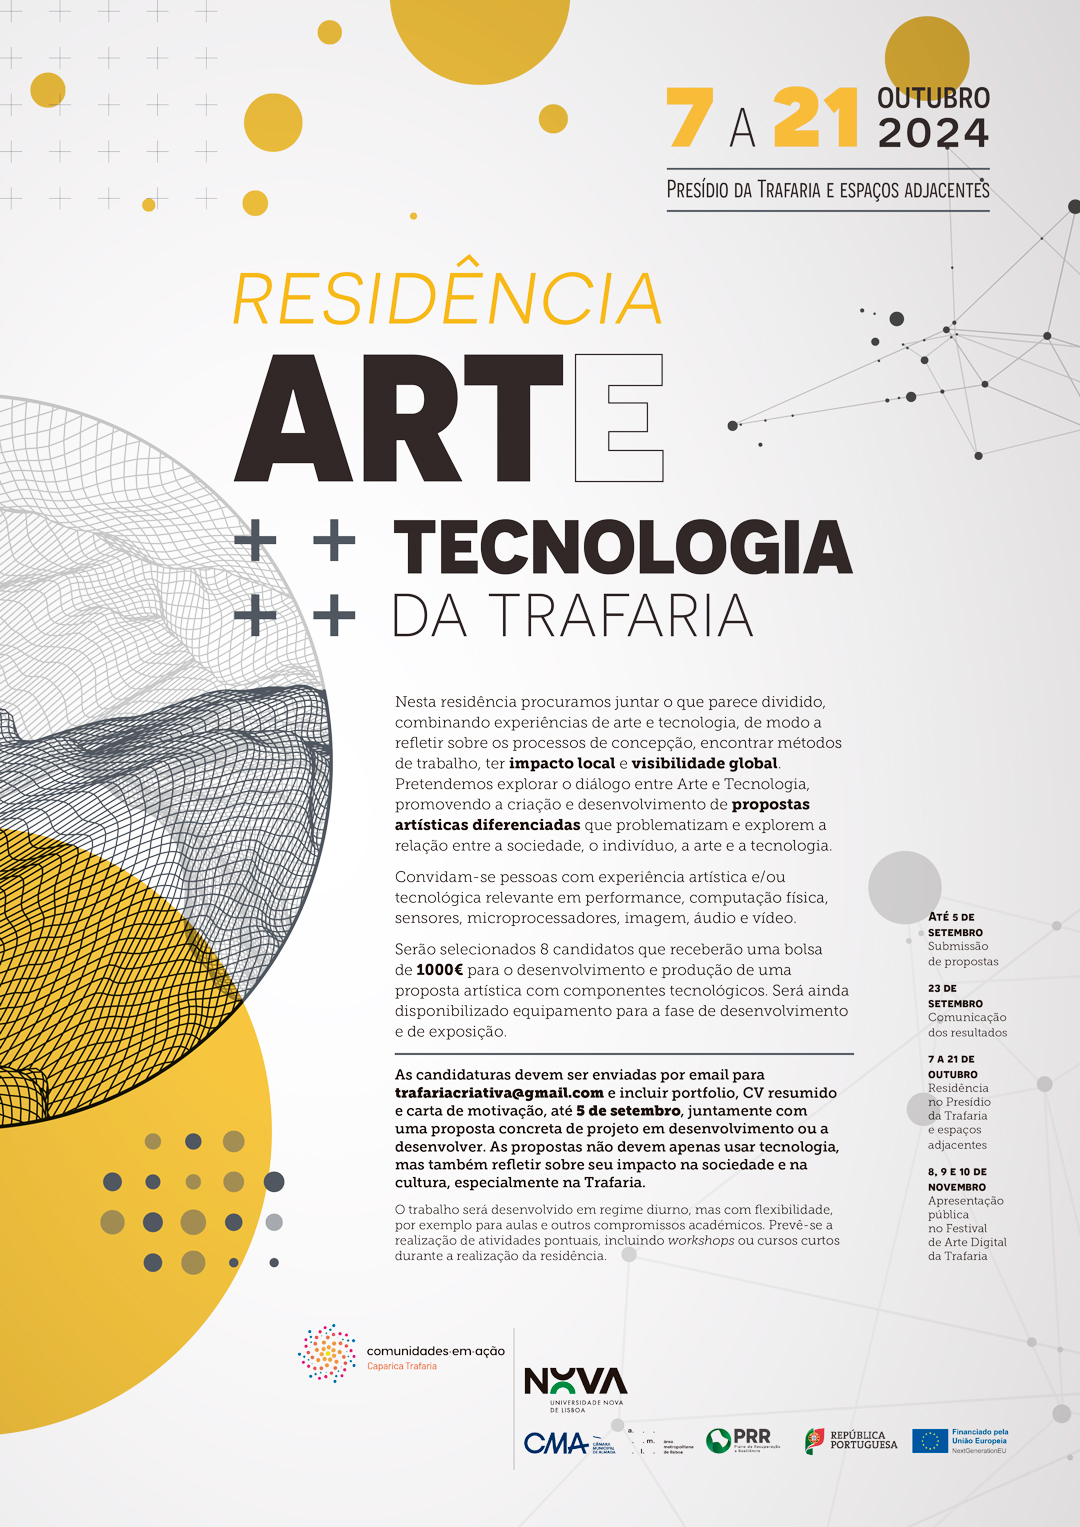 7 A 21 OUTUBRO 2024
PRESÍDIO DA TRAFARIA E ESPAÇOS ADJACENTES
RESIDÊNCIA
ARTE
++ TECNOLOGIA
++ DA TRAFARIA
Nesta residência procuramos juntar o que parece dividido,
combinando experiências de arte e tecnologia, de modo a
refletir sobre os processos de concepção, encontrar métodos
de trabalho, ter impacto local e visibilidade global.
Pretendemos explorar o diálogo entre Arte e Tecnologia,
promovendo a criação e desenvolvimento de propostas
artísticas diferenciadas que problematizam e explorem a
relação entre a sociedade, o indivíduo, a arte e a tecnologia.
Convidam-se pessoas com experiência artística e/ou
tecnológica relevante em performance, computação física,
sensores, microprocessadores, imagem, áudio e vídeo.
Serão selecionados 8 candidatos que receberão uma bolsa
de 1000€ para o desenvolvimento e produção de uma
proposta artística com componentes tecnológicos. Será ainda
disponibilizado equipamento para a fase de desenvolvimento
e de exposição.
As candidaturas devem ser enviadas por email para
trafariacriativa@gmail.com e incluir portfolio, CV resumido
e carta de motivação, até 5 de setembro, juntamente com
uma proposta concreta de projeto em desenvolvimento ou a
desenvolver. As propostas não devem apenas usar tecnologia,
mas também refletir sobre seu impacto na sociedade e na
cultura, especialmente na Trafaria.
O trabalho será desenvolvido em regime diurno, mas com flexibilidade,
por exemplo para aulas e outros compromissos académicos. Prevê-se a
realização de atividades pontuais, incluindo workshops ou cursos curtos
durante a realização da residência.
ATÉ 5 DE
SETEMBRO
Submissão
de propostas
23 DE
SETEMBRO
Comunicação
dos resultados
7 A 21 DE
OUTUBRO
Residência
no Presídio
da Trafaria
e espaços
adjacentes
8, 9 E 10 DE
NOVEMBRO
Apresentação
pública
no Festival
de Arte Digital
da Trafaria
comunidades·em·ação
Caparica Trafaria
NOVA
UNIVERSIDADE NOVA
DE LISBOA
CMA
CÂMARA
MUNICIPAL
DE ALMADA
a.
. m.
l.
área
metropolitana
de lisboa
PRR
Plano de Recuperação
e Resiliência
REPÚBLICA
PORTUGUESA
Financiado pela
União Europeia
NextGenerationEU